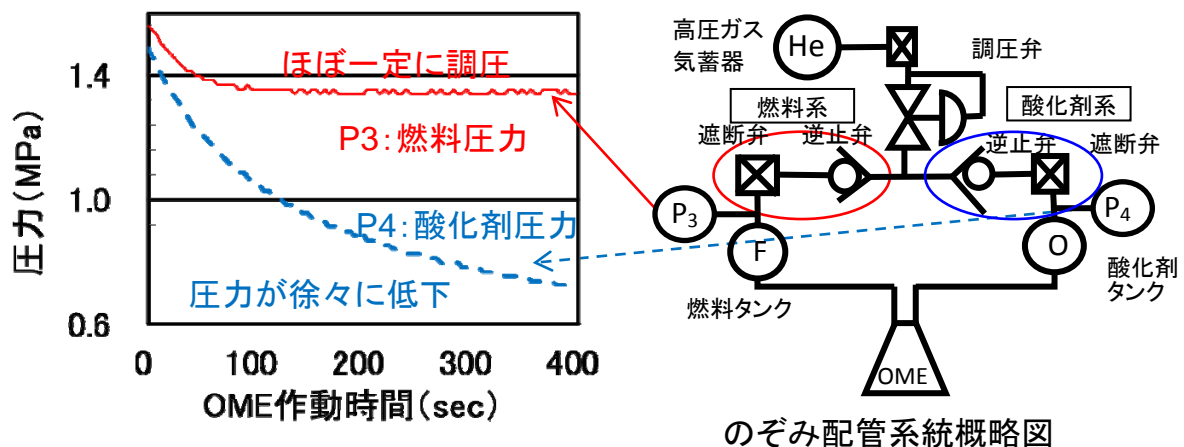 圧力(MPa)
1.4
1.0
0.6
ほぼ一定に調圧
P3:燃料圧力
P4:酸化剤圧力
圧力が徐々に低下
0
100
200
300
400
OME作動時間(sec)
高圧ガス
気蓄器
He
調圧弁
燃料系
酸化剤系
遮断弁
逆止弁
逆止弁
遮断弁
P3
P4
F
O
燃料タンク
酸化剤
タンク
OME
のぞみ配管系統概略図